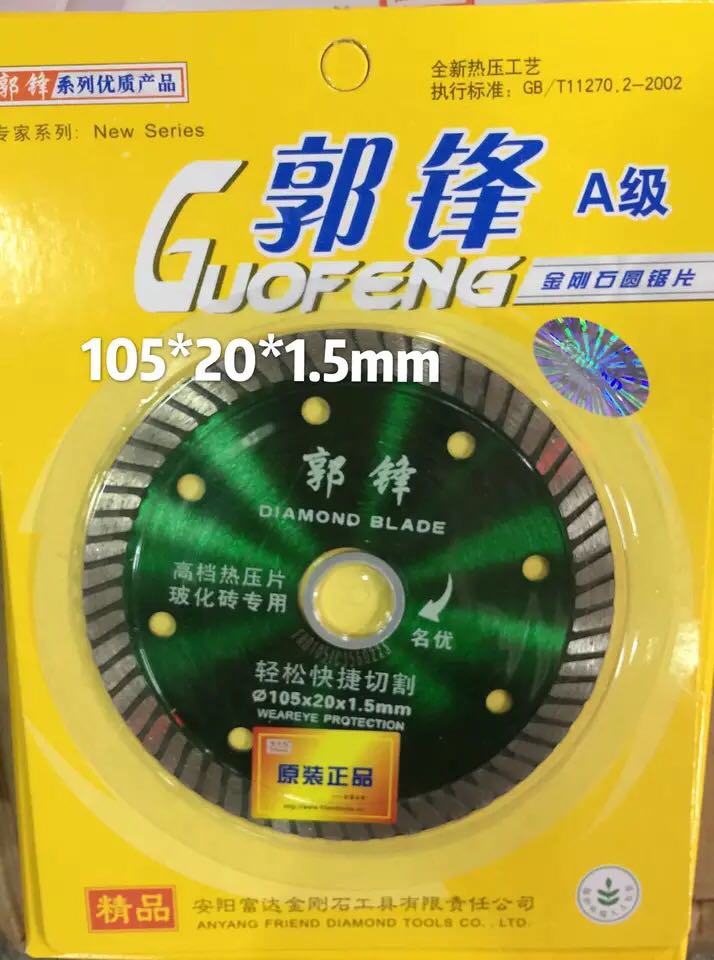 郭锋 系列优质产品
专家系列: New Series
全新热压工艺
执行标准: GB/T11270.2-2002
郭锋
A级
GUOFENG
金刚石圆锯片
105*20*1.5mm
郭锋
DIAMOND BLADE
高档热压片
玻化砖专用
名优
轻松快捷切割
Ø105x20x1.5mm
WEAREYE PROTECTION
原装正品
精品
安阳富达金刚石工具有限责任公司
ANYANG FRIEND DIAMOND TOOLS CO., LTD.